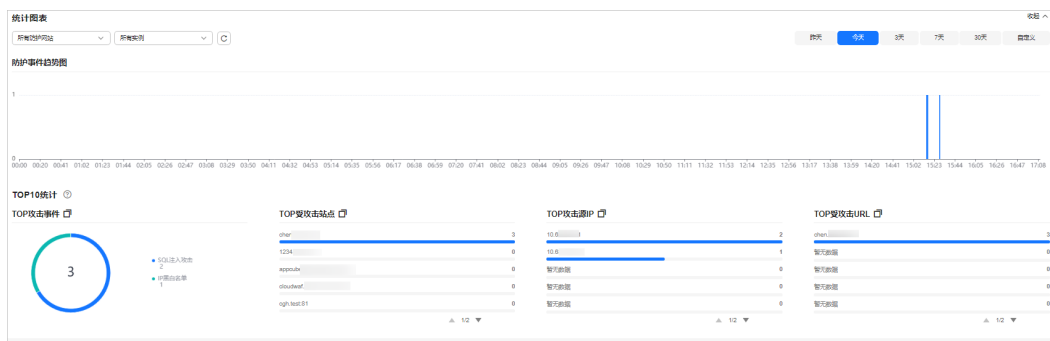 统计图表 收起
所有防护网站 所有实例 昨天 今天 3天 7天 30天 自定义
防护事件趋势图
1
0
00:00 00:20 00:41 01:02 01:23 01:44 02:05 02:26 02:47 03:08 03:29 03:50 04:11 04:32 04:53 05:14 05:35 05:56 06:17 06:38 06:59 07:20 07:41 08:02 08:23 08:44 09:05 09:26 09:47 10:08 10:29 10:50 11:11 11:32 11:53 12:14 12:35 12:56 13:17 13:38 13:59 14:20 14:41 15:02 15:23 15:44 16:05 16:26 16:47 17:08
TOP10统计
TOP攻击事件
3
SQL注入攻击
2
IP黑白名单
1
TOP受攻击站点
cher 3
1234 0
appcube 0
cloudwaf. 0
cgh.test:81 0
1/2
TOP攻击源IP
10.6 2
10.6 1
暂无数据 0
暂无数据 0
暂无数据 0
1/2
TOP受攻击URL
chen. 3
暂无数据 0
暂无数据 0
暂无数据 0
暂无数据 0
1/2